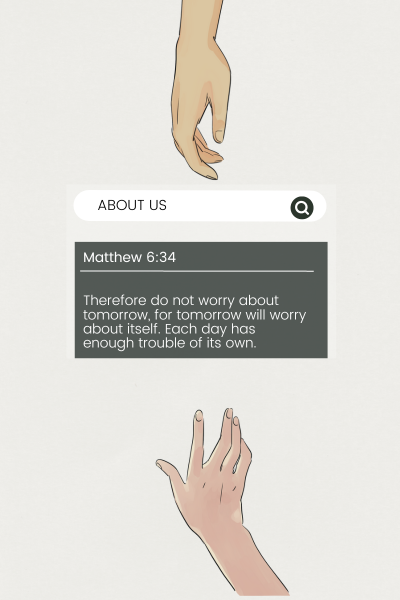 ABOUT US
Matthew 6:34
Therefore do not worry about
tomorrow, for tomorrow will worry
about itself. Each day has
enough trouble of its own.